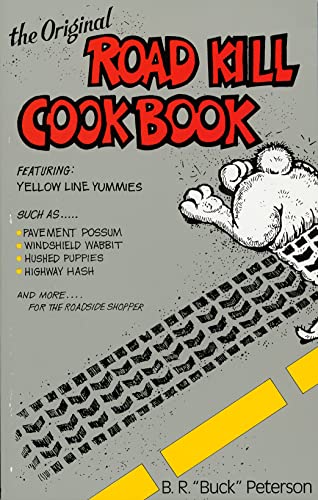 the Original
ROAD KILL
COOKBOOK
FEATURING:
YELLOW LINE YUMMIES
SUCH AS.....
PAVEMENT POSSUM
WINDSHIELD WABBIT
HUSHED PUPPIES
HIGHWAY HASH
AND MORE....
FOR THE ROADSIDE SHOPPER
B. R. "Buck" Peterson